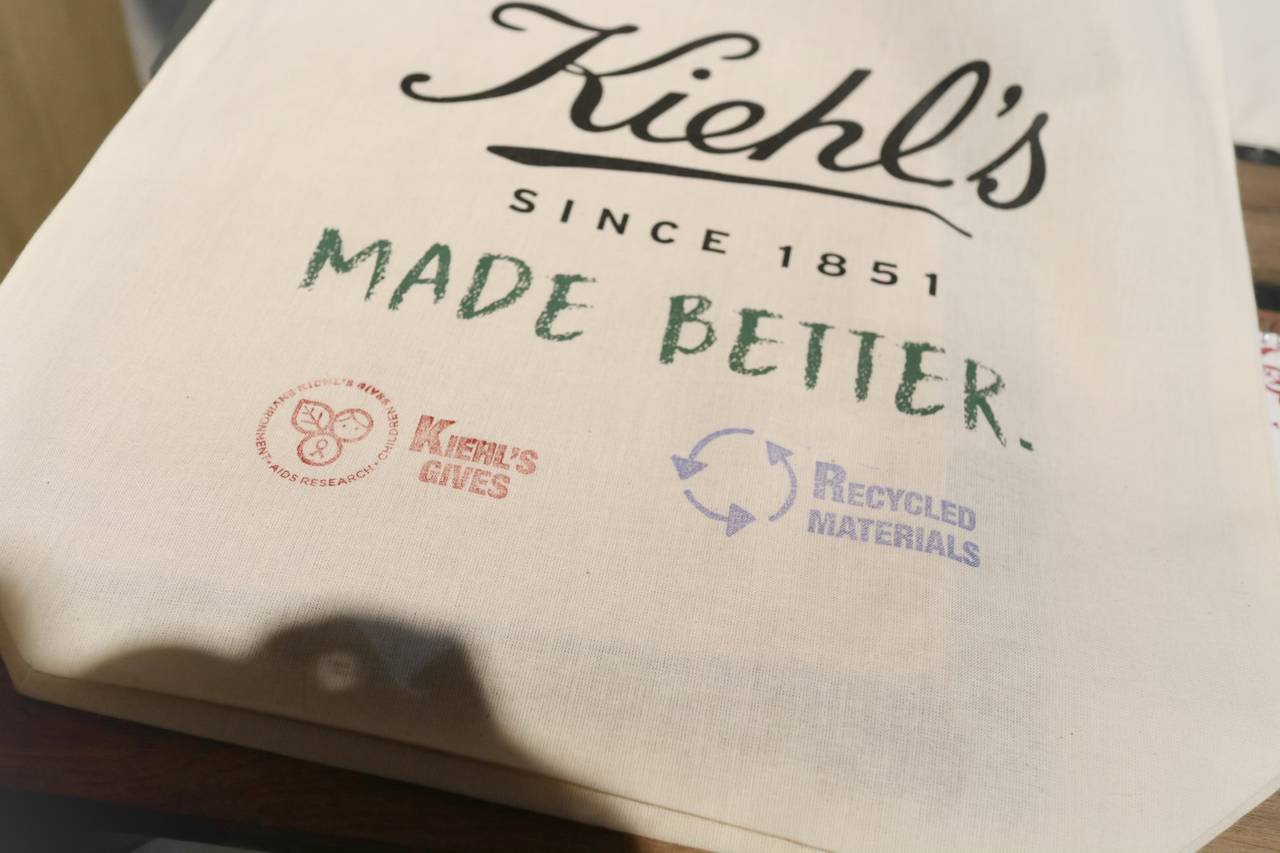 Kiehl's
SINCE 1851
MADE BETTER.
KIEHL'S GIVES
ENVIRONMENT · AIDS RESEARCH · CHILDREN
KIEHL'S
GIVES
RECYCLED
MATERIALS